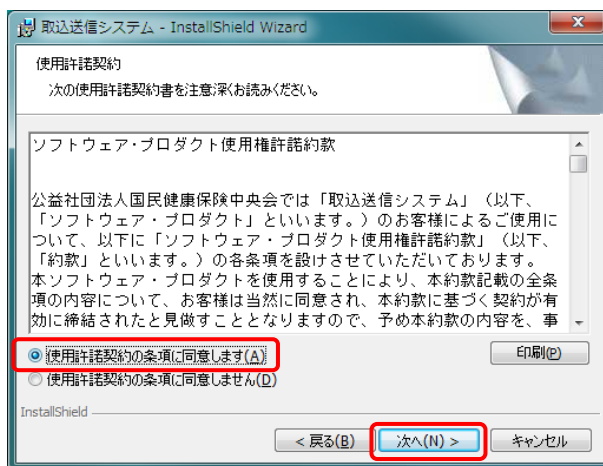 取込送信システム - InstallShield Wizard
使用許諾契約
次の使用許諾契約書を注意深くお読みください。
ソフトウェア・プロダクト使用権許諾約款
公益社団法人国民健康保険中央会では「取込送信システム」（以下、
「ソフトウェア・プロダクト」といいます。）のお客様によるご使用に
ついて、以下に「ソフトウェア・プロダクト使用権許諾約款」（以下、
「約款」といいます。）の各条項を設けさせていただいております。
本ソフトウェア・プロダクトを使用することにより、本約款記載の全条
項の内容について、お客様は当然に同意され、本約款に基づく契約が有
効に締結されたと見做すこととなりますので、予め本約款の内容を、事
使用許諾契約の条項に同意します(A)
印刷(P)
使用許諾契約の条項に同意しません(D)
InstallShield
< 戻る(B)
次へ(N) >
キャンセル